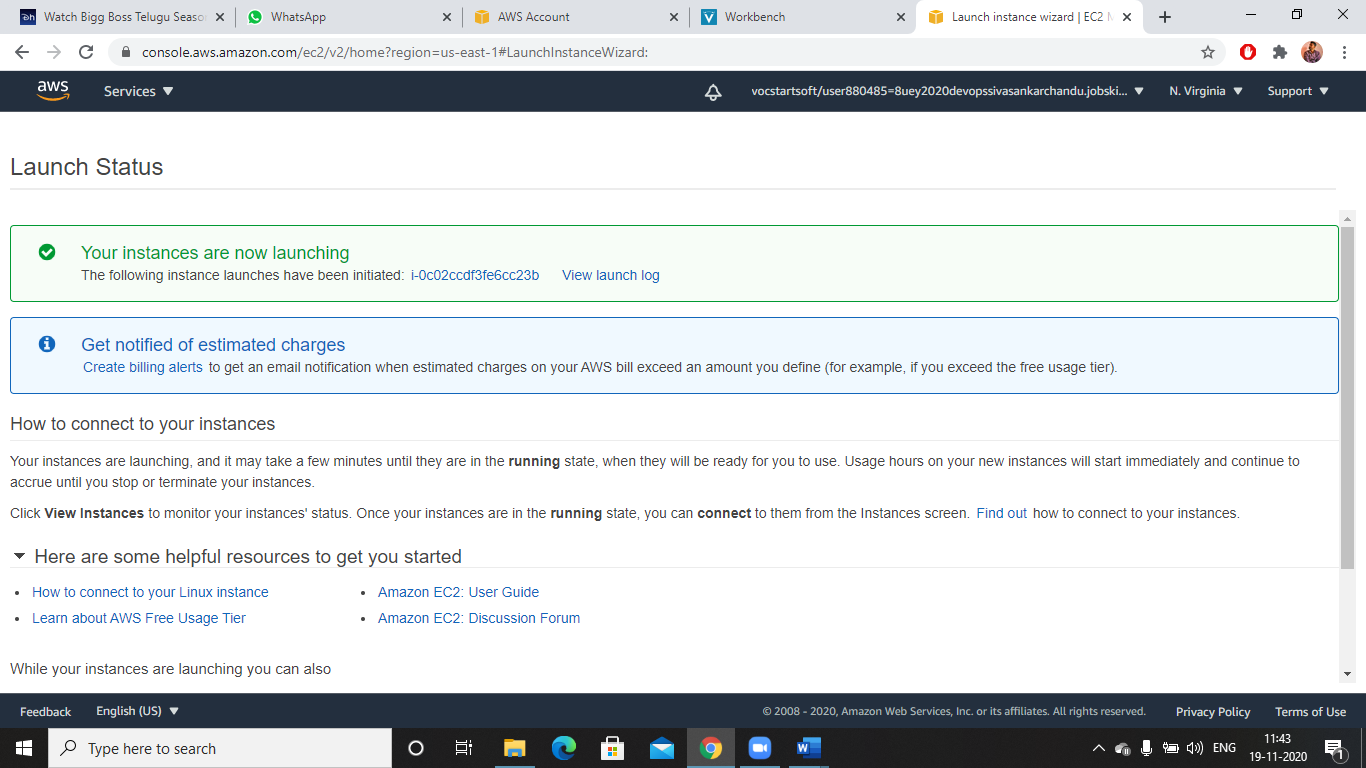 Watch Bigg Boss Telugu Seaso
WhatsApp
AWS Account
Workbench
Launch instance wizard | EC2 M
console.aws.amazon.com/ec2/v2/home?region=us-east-1#LaunchInstanceWizard:
aws
Services
vocstartsoft/user880485=8uey2020devopssivasankarchandu.jobski...
N. Virginia
Support
Launch Status
Your instances are now launching
The following instance launches have been initiated: i-0c02ccdf3fe6cc23b View launch log
Get notified of estimated charges
Create billing alerts to get an email notification when estimated charges on your AWS bill exceed an amount you define (for example, if you exceed the free usage tier).
How to connect to your instances
Your instances are launching, and it may take a few minutes until they are in the running state, when they will be ready for you to use. Usage hours on your new instances will start immediately and continue to
accrue until you stop or terminate your instances.
Click View Instances to monitor your instances' status. Once your instances are in the running state, you can connect to them from the Instances screen. Find out how to connect to your instances.
Here are some helpful resources to get you started
How to connect to your Linux instance
Amazon EC2: User Guide
Learn about AWS Free Usage Tier
Amazon EC2: Discussion Forum
While your instances are launching you can also
Feedback
English (US)
© 2008 - 2020, Amazon Web Services, Inc. or its affiliates. All rights reserved.
Privacy Policy
Terms of Use
Type here to search
ENG
11:43
19-11-2020
1